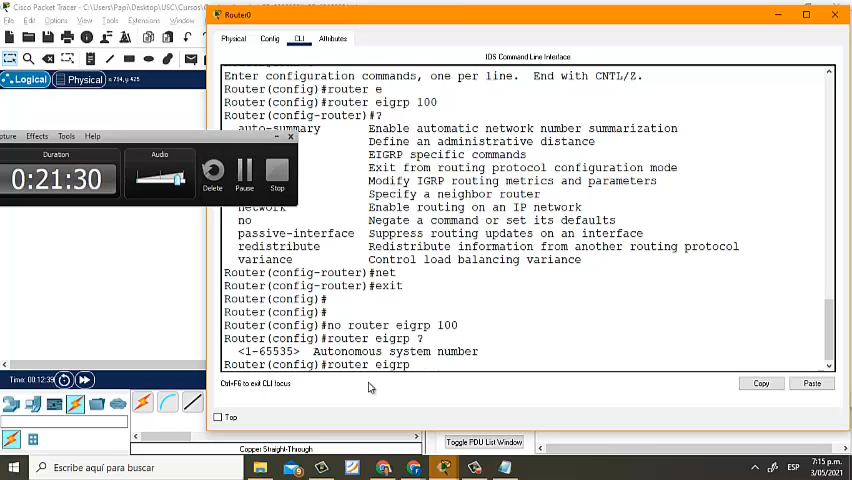 Cisco Packet Tracer - C:\Users\Papi\Desktop\USC\Cursos
File Edit Options View Tools Extensions Window
Logical Physical x:794, y:425
Router0
Physical Config CLI Attributes
IOS Command Line Interface
Enter configuration commands, one per line. End with CNTL/Z.
Router(config)#router e
Router(config)#router eigrp 100
Router(config-router)#?
auto-summary Enable automatic network number summarization
Define an administrative distance
EIGRP specific commands
Exit from routing protocol configuration mode
Modify IGRP routing metrics and parameters
Specify a neighbor router
network Enable routing on an IP network
no Negate a command or set its defaults
passive-interface Suppress routing updates on an interface
redistribute Redistribute information from another routing protocol
variance Control load balancing variance
Router(config-router)#net
Router(config-router)#exit
Router(config)#
Router(config)#
Router(config)#no router eigrp 100
Router(config)#router eigrp ?
<1-65535> Autonomous system number
Router(config)#router eigrp
Ctrl+F6 to exit CLI focus
Copy Paste
Top
pture Effects Tools Help
Duration
0:21:30
Audio
Delete Pause Stop
Time: 00:12:39
Copper Straight-Through
Toggle PDU List Window
Escribe aquí para buscar
ESP
7:15 p.m.
3/05/2021